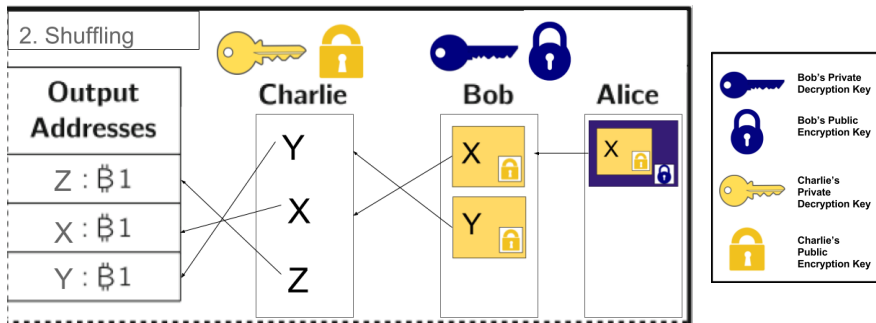 2. Shuffling
Output
Addresses
Z : ₿1
X : ₿1
Y : ₿1
Charlie
Y
X
Z
Bob
X
Y
Alice
X
Bob's Private
Decryption Key
Bob's Public
Encryption Key
Charlie's
Private
Decryption Key
Charlie's
Public
Encryption Key